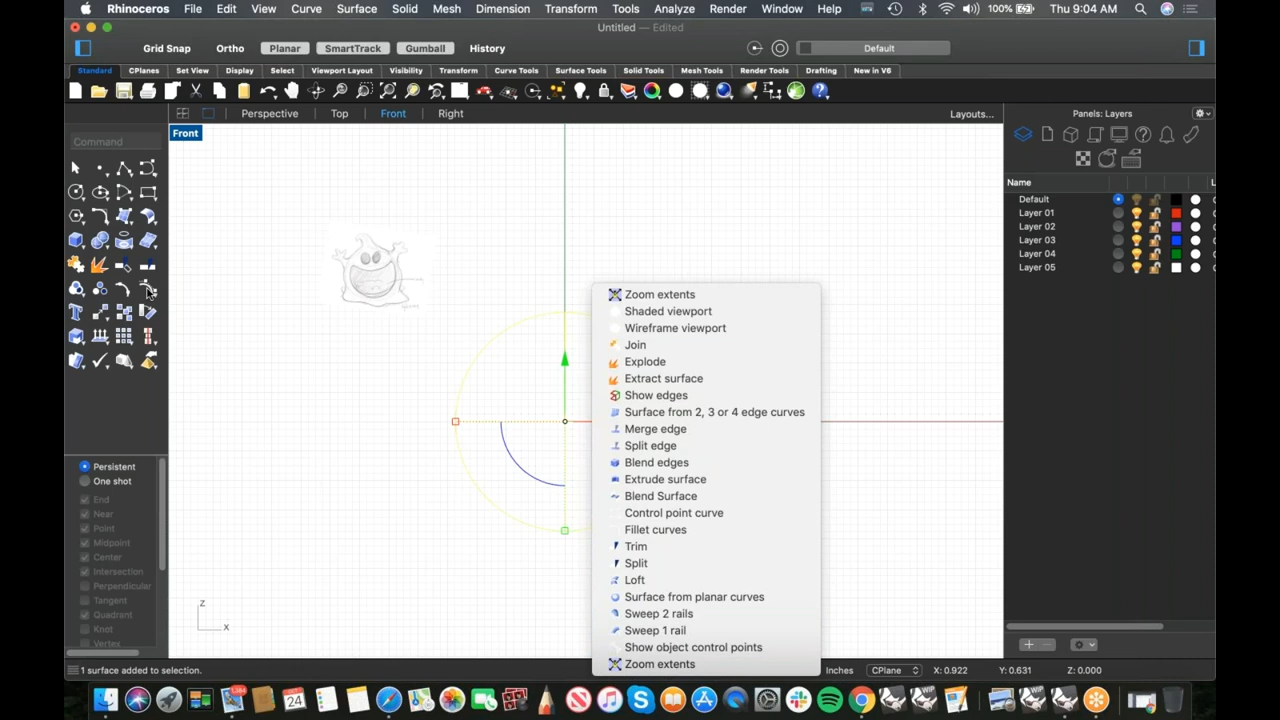 Rhinoceros File Edit View Curve Surface Solid Mesh Dimension Transform Tools Analyze Render Window Help 100% Thu 9:04 AM
Untitled — Edited
Grid Snap Ortho Planar SmartTrack Gumball History Default
Standard CPlanes Set View Display Select Viewport Layout Visibility Transform Curve Tools Surface Tools Solid Tools Mesh Tools Render Tools Drafting New in V6
Perspective Top Front Right Layouts... Panels: Layers
Front
Command
Name L
Default
Layer 01
Layer 02
Layer 03
Layer 04
Layer 05
Zoom extents
Shaded viewport
Wireframe viewport
Join
Explode
Extract surface
Show edges
Surface from 2, 3 or 4 edge curves
Merge edge
Split edge
Blend edges
Extrude surface
Blend Surface
Control point curve
Fillet curves
Trim
Split
Loft
Surface from planar curves
Sweep 2 rails
Sweep 1 rail
Show object control points
Zoom extents
Persistent
One shot
End
Near
Point
Midpoint
Center
Intersection
Perpendicular
Tangent
Quadrant
Knot
Vertex
Z
X
1 surface added to selection. Inches CPlane X: 0.922 Y: 0.631 Z: 0.000